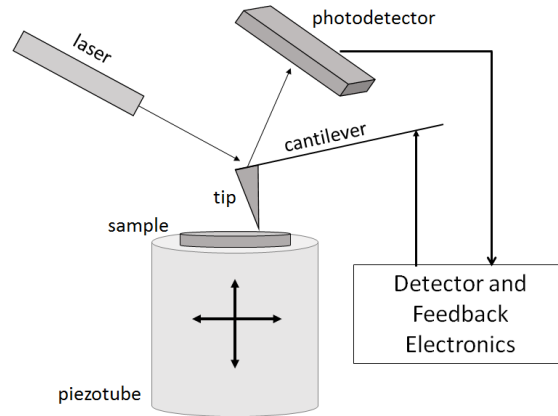 photodetector
laser
cantilever
tip
sample
Detector and
Feedback
Electronics
piezotube